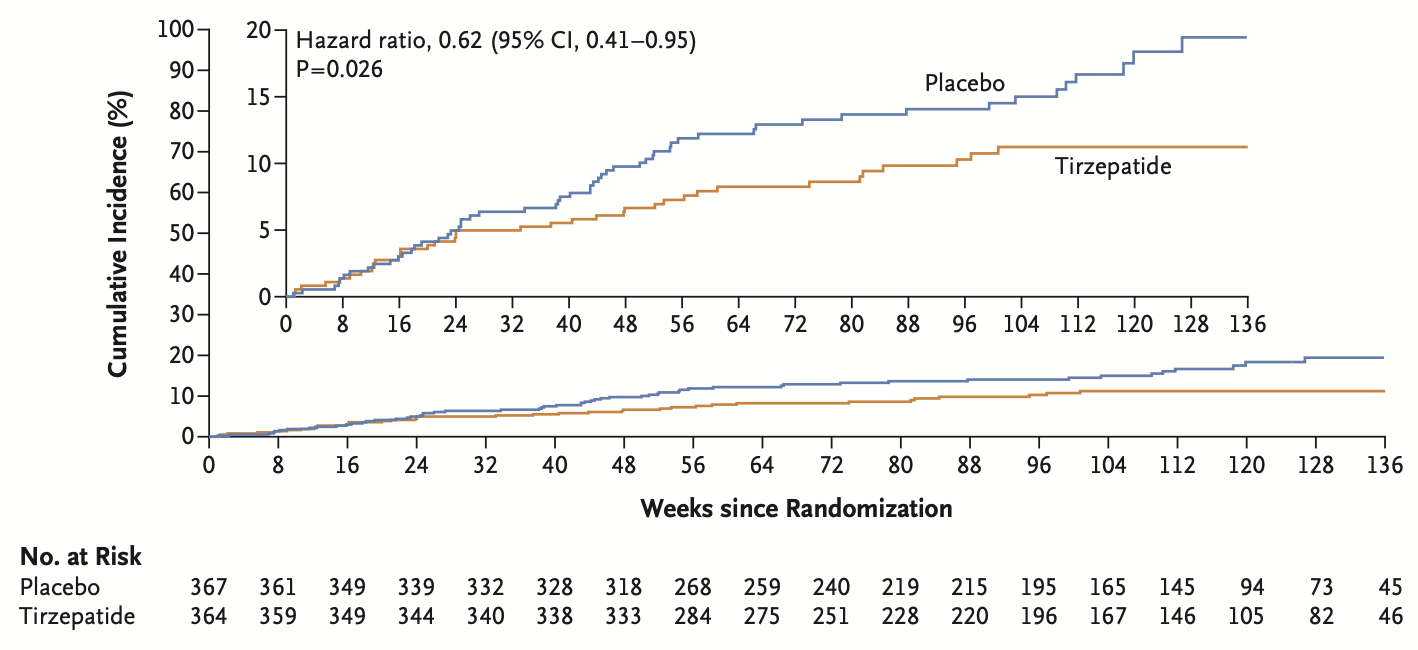 100
90
80
70
60
50
40
30
20
10
0
Cumulative Incidence (%)
20
15
10
5
0
Hazard ratio, 0.62 (95% CI, 0.41–0.95)
P=0.026
Placebo
Tirzepatide
0 8 16 24 32 40 48 56 64 72 80 88 96 104 112 120 128 136
0 8 16 24 32 40 48 56 64 72 80 88 96 104 112 120 128 136
Weeks since Randomization
No. at Risk
Placebo 367 361 349 339 332 328 318 268 259 240 219 215 195 165 145 94 73 45
Tirzepatide 364 359 349 344 340 338 333 284 275 251 228 220 196 167 146 105 82 46